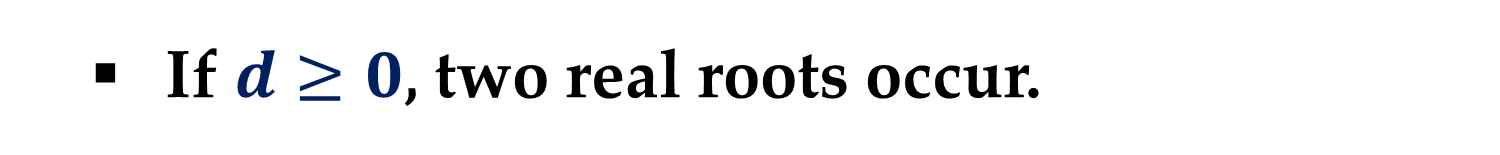 ▪ If d ≥ 0, two real roots occur.